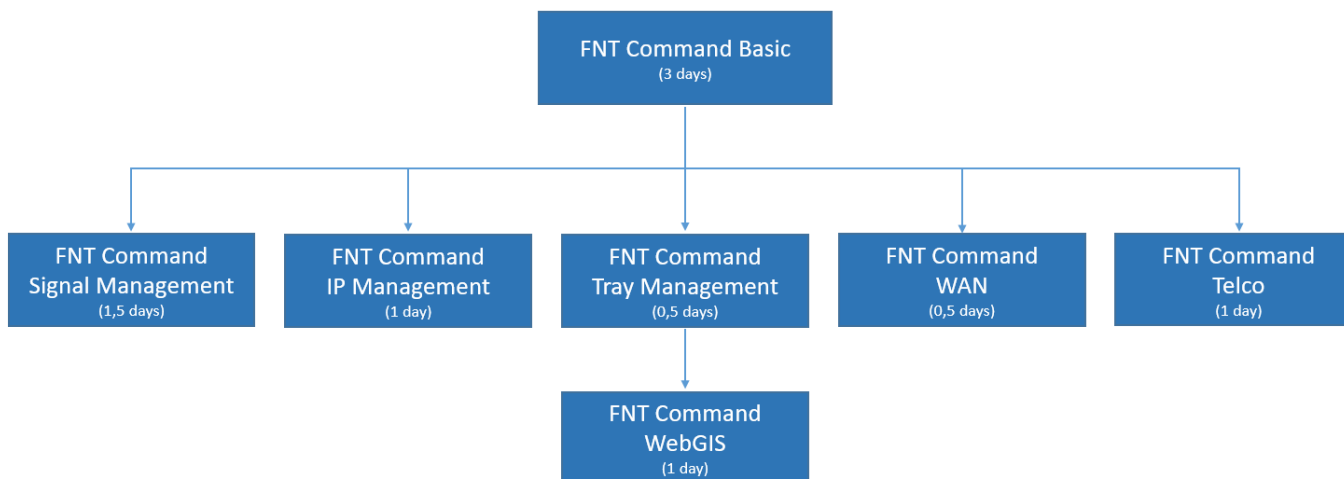 FNT Command Basic
(3 days)
FNT Command
Signal Management
(1,5 days)
FNT Command
IP Management
(1 day)
FNT Command
Tray Management
(0,5 days)
FNT Command
WAN
(0,5 days)
FNT Command
Telco
(1 day)
FNT Command
WebGIS
(1 day)